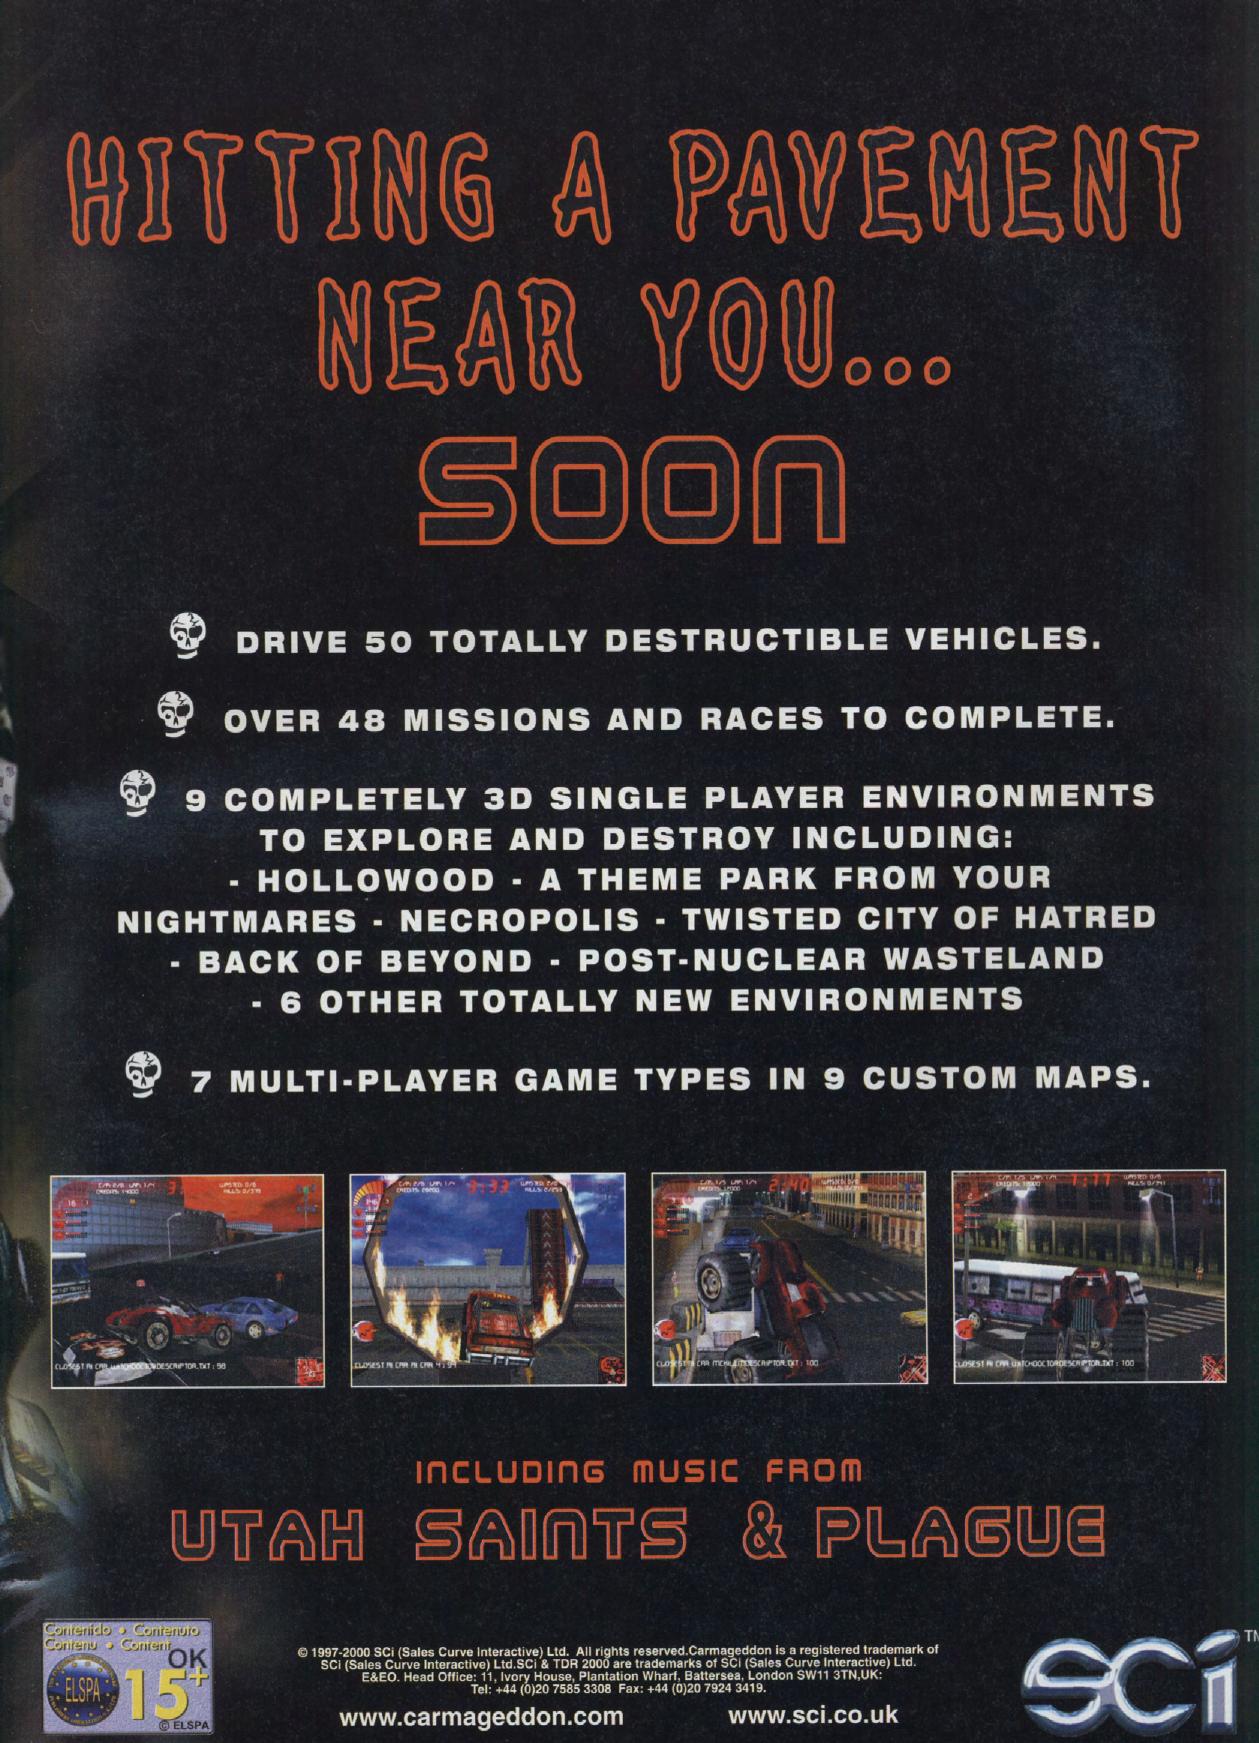 HITTING A PAVEMENT
NEAR YOU...
SOON
DRIVE 50 TOTALLY DESTRUCTIBLE VEHICLES.
OVER 48 MISSIONS AND RACES TO COMPLETE.
9 COMPLETELY 3D SINGLE PLAYER ENVIRONMENTS
TO EXPLORE AND DESTROY INCLUDING:
- HOLLOWOOD - A THEME PARK FROM YOUR
NIGHTMARES - NECROPOLIS - TWISTED CITY OF HATRED
- BACK OF BEYOND - POST-NUCLEAR WASTELAND
- 6 OTHER TOTALLY NEW ENVIRONMENTS
7 MULTI-PLAYER GAME TYPES IN 9 CUSTOM MAPS.
3:33
2:40
1:17
INCLUDING MUSIC FROM
UTAH SAINTS & PLAGUE
Contenido • Contenuto
Contenu • Content
OK
ELSPA
15+
© ELSPA
© 1997-2000 SCi (Sales Curve Interactive) Ltd. All rights reserved.Carmageddon is a registered trademark of
SCi (Sales Curve Interactive) Ltd.SCi & TDR 2000 are trademarks of SCi (Sales Curve Interactive) Ltd.
E&EO. Head Office: 11, Ivory House, Plantation Wharf, Battersea, London SW11 3TN,UK:
Tel: +44 (0)20 7585 3308 Fax: +44 (0)20 7924 3419.
www.carmageddon.com www.sci.co.uk
SCi TM